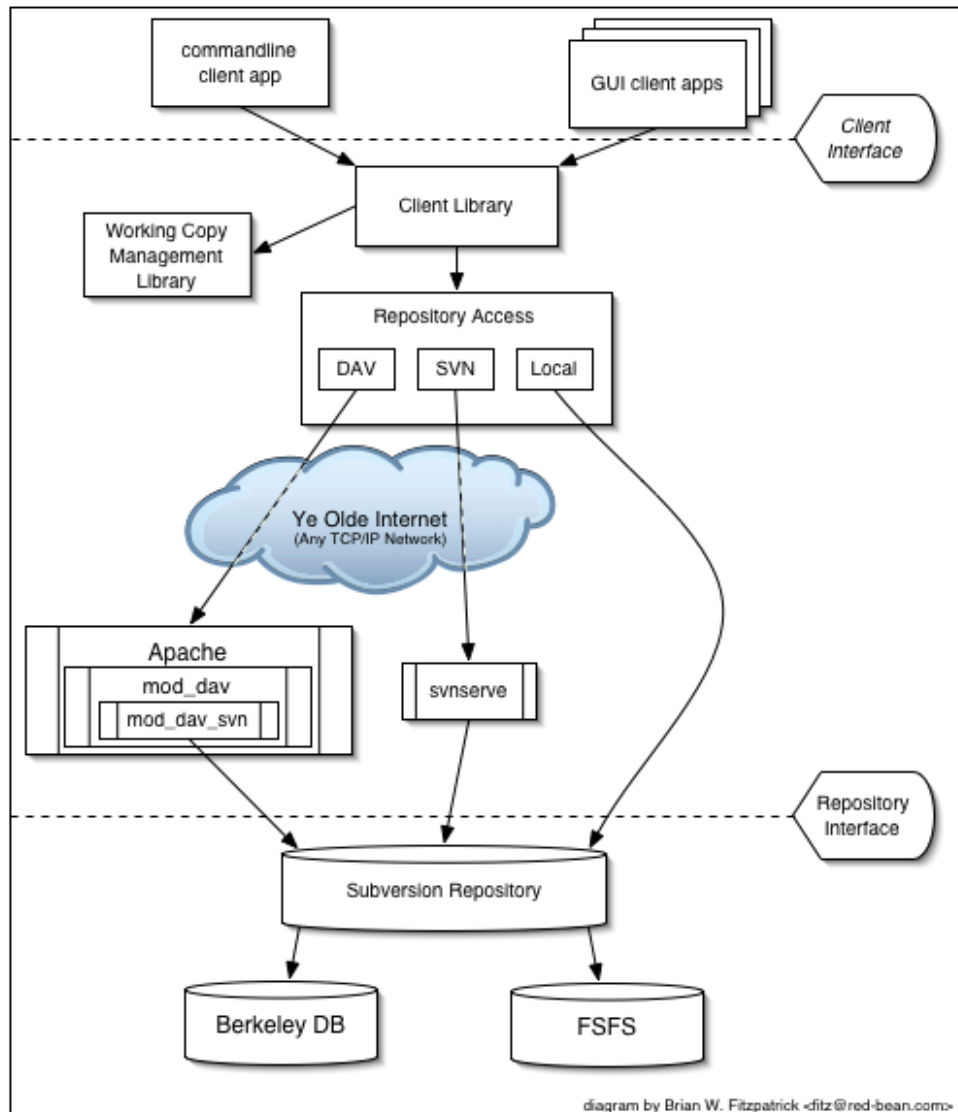 commandline
client app
GUI client apps
Client
Interface
Client Library
Working Copy
Management
Library
Repository Access
DAV
SVN
Local
Ye Olde Internet
(Any TCP/IP Network)
Apache
mod_dav
mod_dav_svn
svnserve
Repository
Interface
Subversion Repository
Berkeley DB
FSFS
diagram by Brian W. Fitzpatrick <fitz@red-bean.com>